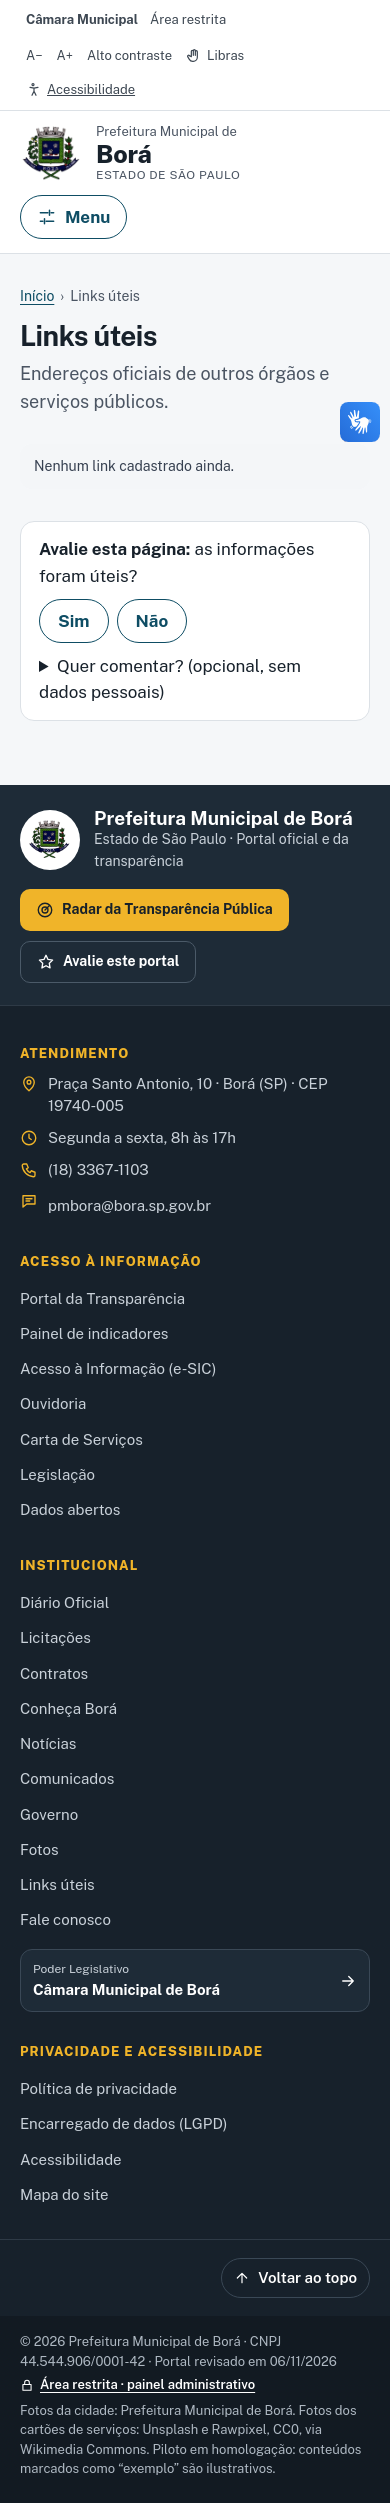 Câmara Municipal Área restrita
A− A+ Alto contraste Libras
Acessibilidade
Prefeitura Municipal de
Borá
ESTADO DE SÃO PAULO
Menu
Início › Links úteis
Links úteis
Endereços oficiais de outros órgãos e
serviços públicos.
Nenhum link cadastrado ainda.
Avalie esta página: as informações
foram úteis?
Sim Não
Quer comentar? (opcional, sem
dados pessoais)
Prefeitura Municipal de Borá
Estado de São Paulo · Portal oficial e da
transparência
Radar da Transparência Pública
Avalie este portal
ATENDIMENTO
Praça Santo Antonio, 10 · Borá (SP) · CEP
19740-005
Segunda a sexta, 8h às 17h
(18) 3367-1103
pmbora@bora.sp.gov.br
ACESSO À INFORMAÇÃO
Portal da Transparência
Painel de indicadores
Acesso à Informação (e-SIC)
Ouvidoria
Carta de Serviços
Legislação
Dados abertos
INSTITUCIONAL
Diário Oficial
Licitações
Contratos
Conheça Borá
Notícias
Comunicados
Governo
Fotos
Links úteis
Fale conosco
Poder Legislativo
Câmara Municipal de Borá
PRIVACIDADE E ACESSIBILIDADE
Política de privacidade
Encarregado de dados (LGPD)
Acessibilidade
Mapa do site
Voltar ao topo
© 2026 Prefeitura Municipal de Borá · CNPJ
44.544.906/0001-42 · Portal revisado em 06/11/2026
Área restrita · painel administrativo
Fotos da cidade: Prefeitura Municipal de Borá. Fotos dos
cartões de serviços: Unsplash e Rawpixel, CC0, via
Wikimedia Commons. Piloto em homologação: conteúdos
marcados como “exemplo” são ilustrativos.